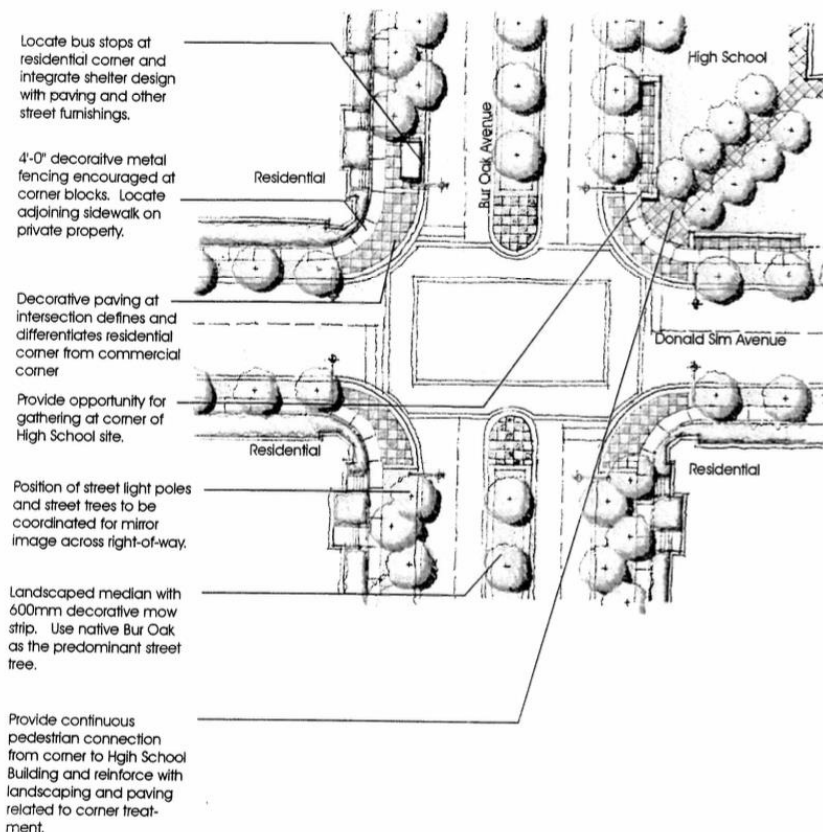 Locate bus stops at
residential corner and
integrate shelter design
with paving and other
street furnishings.
4'-0" decoraitve metal
fencing encouraged at
corner blocks. Locate
adjoining sidewalk on
private property.
Decorative paving at
intersection defines and
differentiates residential
corner from commercial
corner
Provide opportunity for
gathering at corner of
High School site.
Position of street light poles
and street trees to be
coordinated for mirror
image across right-of-way.
Landscaped median with
600mm decorative mow
strip. Use native Bur Oak
as the predominant street
tree.
Provide continuous
pedestrian connection
from corner to Hgih School
Building and reinforce with
landscaping and paving
related to corner treat-
ment.
High School
Bur Oak Avenue
Residential
Donald Sim Avenue
Residential
Residential